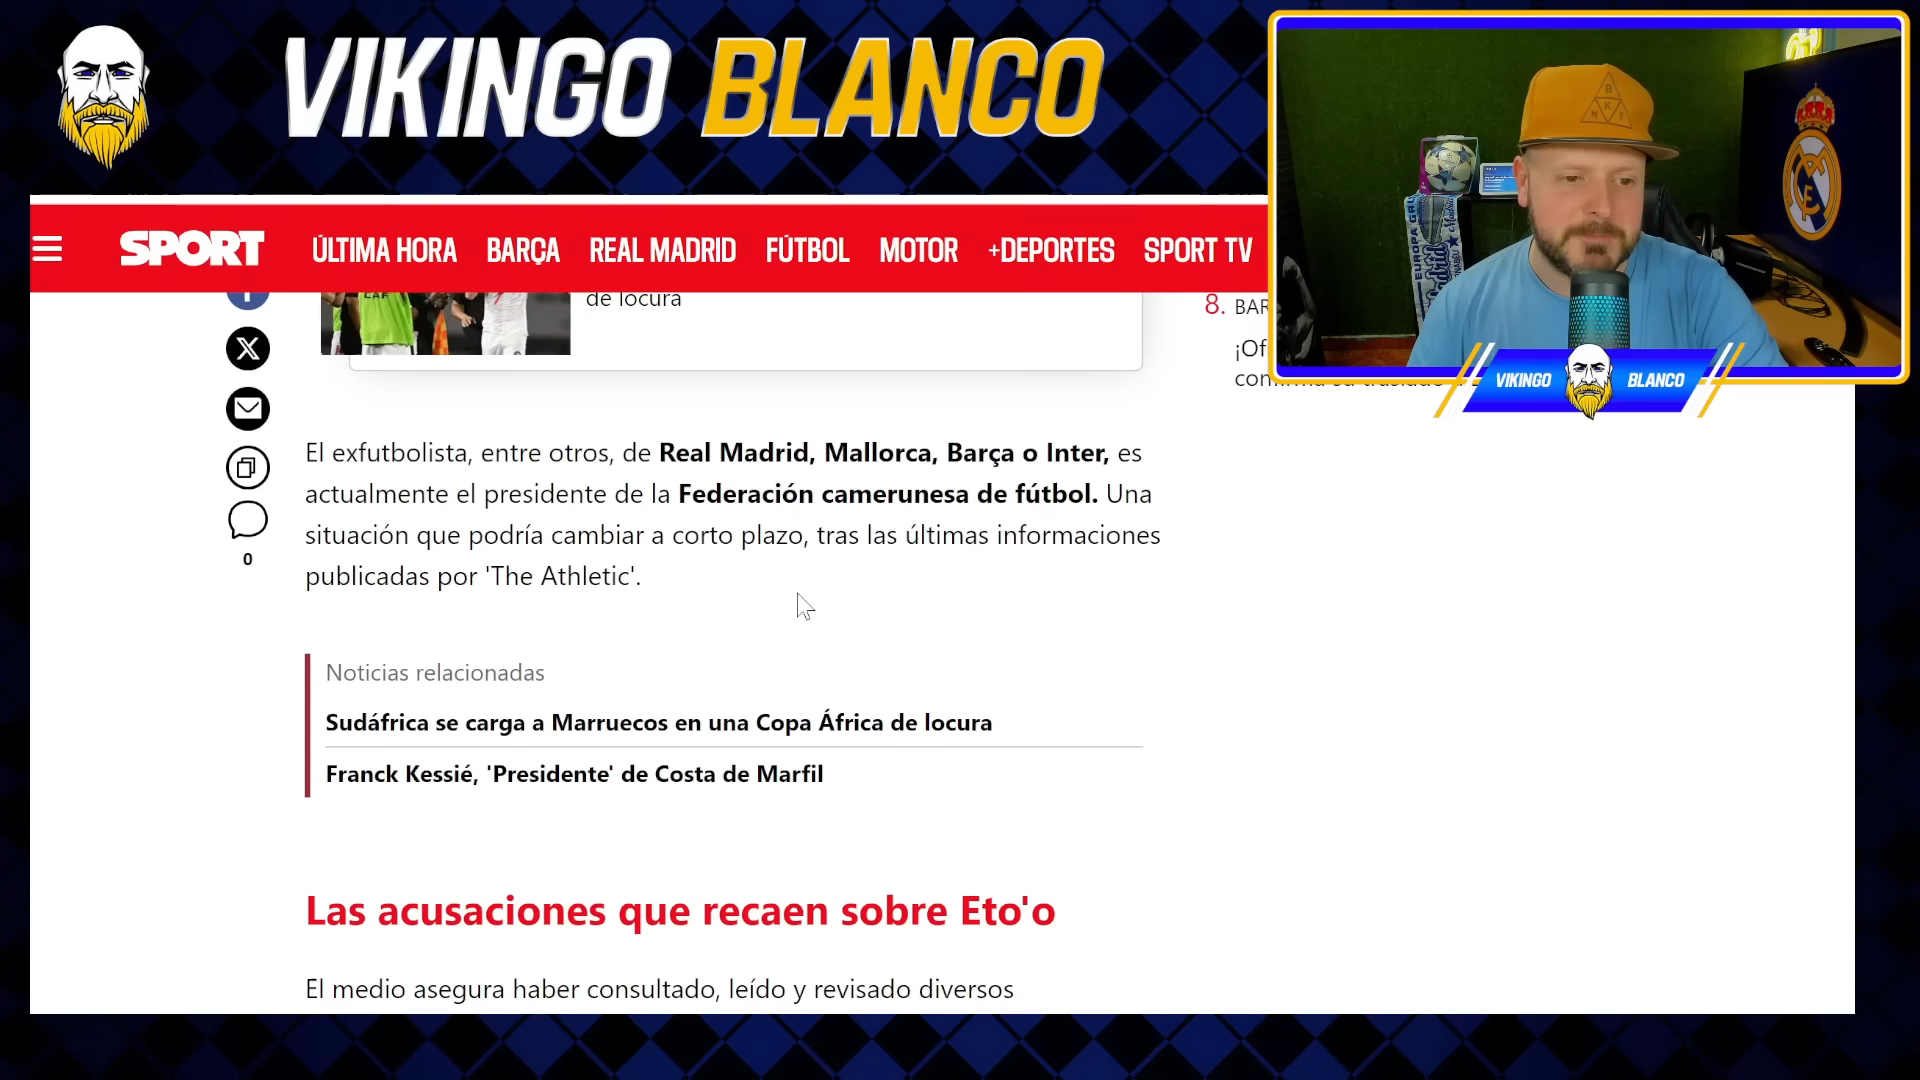 VIKINGO BLANCO
SPORT ÚLTIMA HORA BARÇA REAL MADRID FÚTBOL MOTOR +DEPORTES SPORT TV
de locura
8. BAR
¡Of
VIKINGO BLANCO
0
El exfutbolista, entre otros, de Real Madrid, Mallorca, Barça o Inter, es
actualmente el presidente de la Federación camerunesa de fútbol. Una
situación que podría cambiar a corto plazo, tras las últimas informaciones
publicadas por 'The Athletic'.
Noticias relacionadas
Sudáfrica se carga a Marruecos en una Copa África de locura
Franck Kessié, 'Presidente' de Costa de Marfil
Las acusaciones que recaen sobre Eto'o
El medio asegura haber consultado, leído y revisado diversos